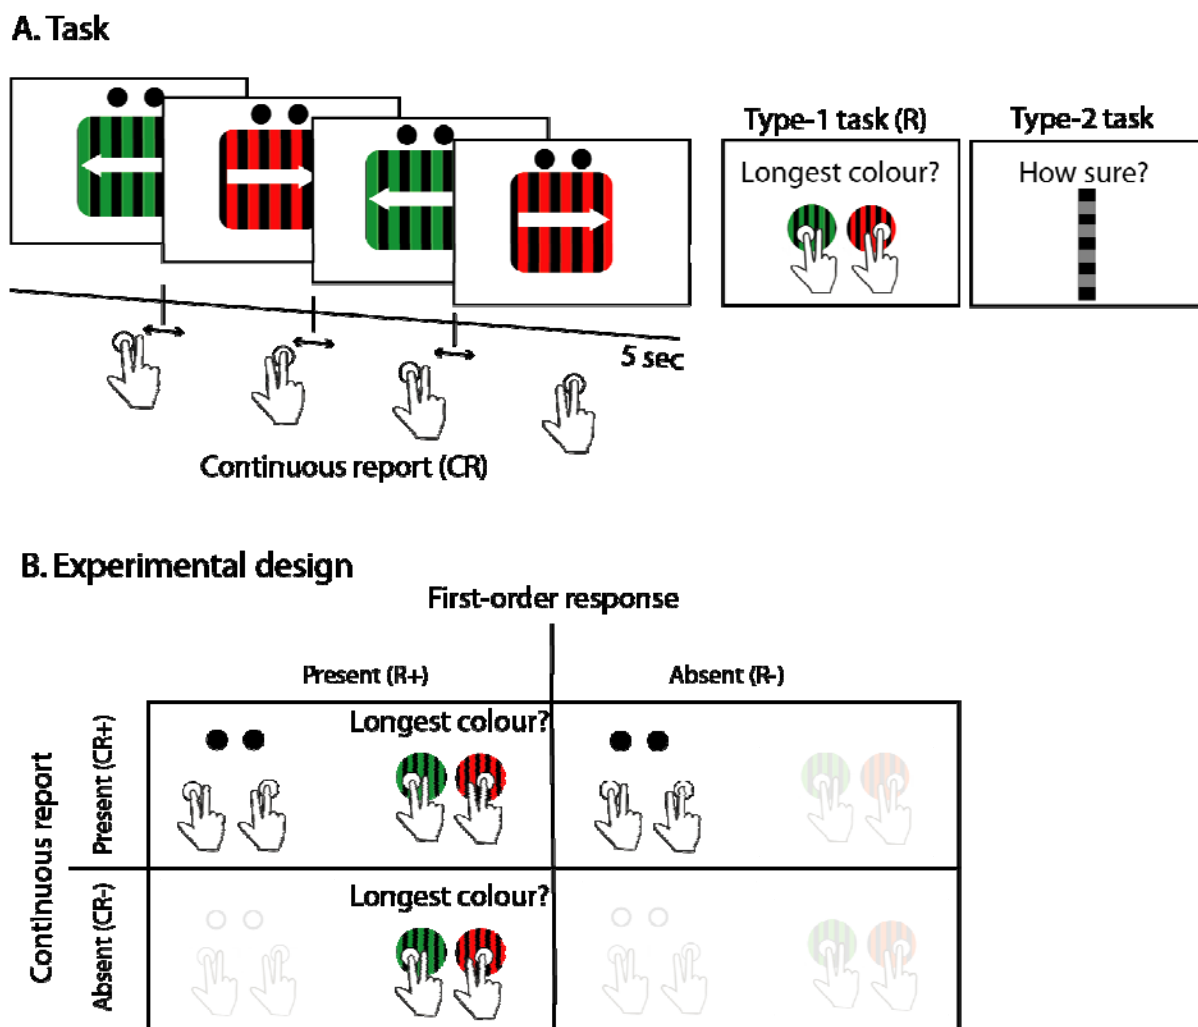 A. Task
Type-1 task (R)
Type-2 task
Longest colour?
How sure?
5 sec
Continuous report (CR)
B. Experimental design
First-order response
Present (R+)
Absent (R-)
Continuous report
Present (CR+)
Longest colour?
Absent (CR-)
Longest colour?